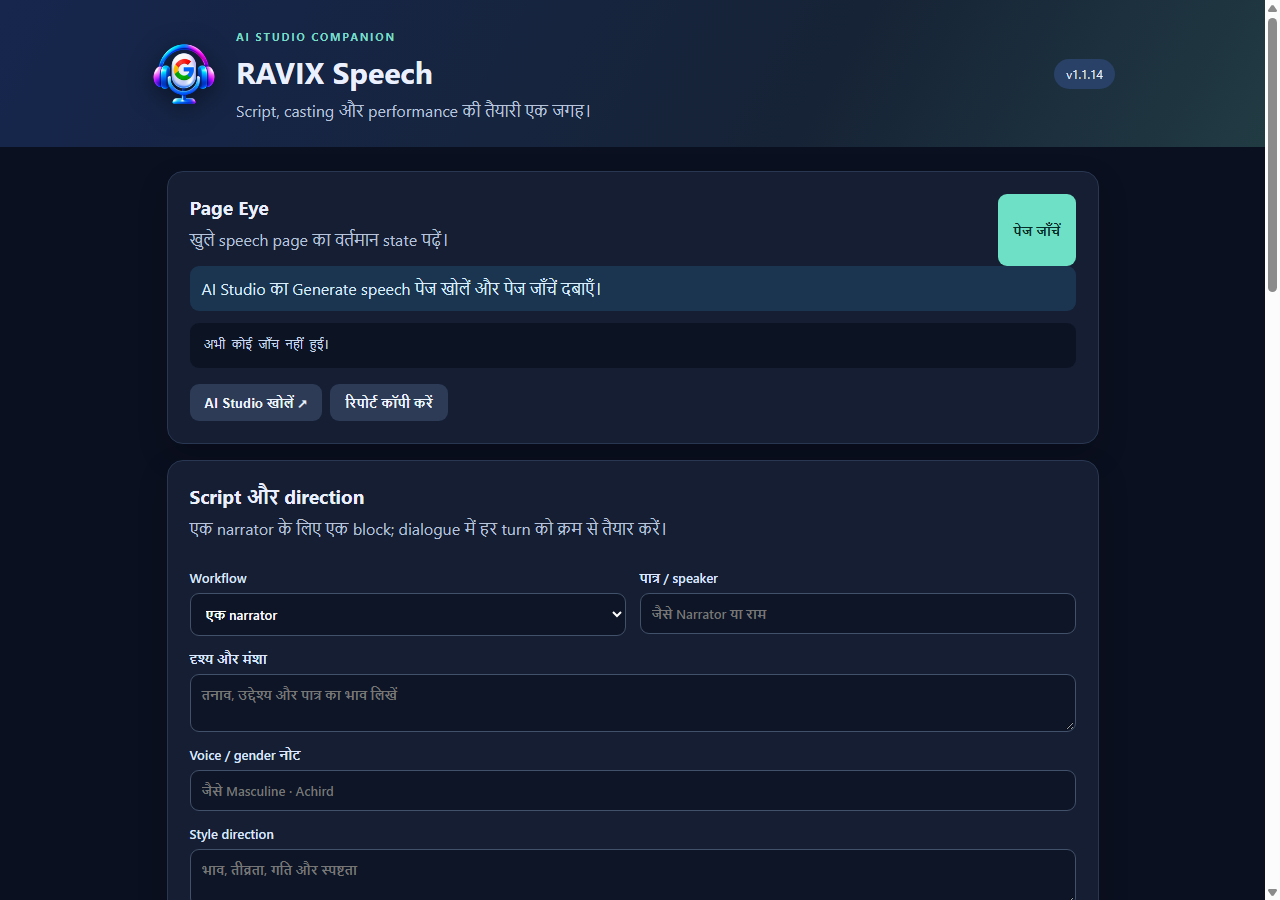 AI STUDIO COMPANION
RAVIX Speech
v1.1.14
Script, casting और performance की तैयारी एक जगह।
Page Eye
खुले speech page का वर्तमान state पढ़ें।
पेज जाँचें
AI Studio का Generate speech पेज खोलें और पेज जाँचें दबाएँ।
अभी कोई जाँच नहीं हुई।
AI Studio खोलें ↗
रिपोर्ट कॉपी करें
Script और direction
एक narrator के लिए एक block; dialogue में हर turn को क्रम से तैयार करें।
Workflow
पात्र / speaker
एक narrator
जैसे Narrator या राम
दृश्य और मंशा
तनाव, उद्देश्य और पात्र का भाव लिखें
Voice / gender नोट
जैसे Masculine · Achird
Style direction
भाव, तीव्रता, गति और स्पष्टता